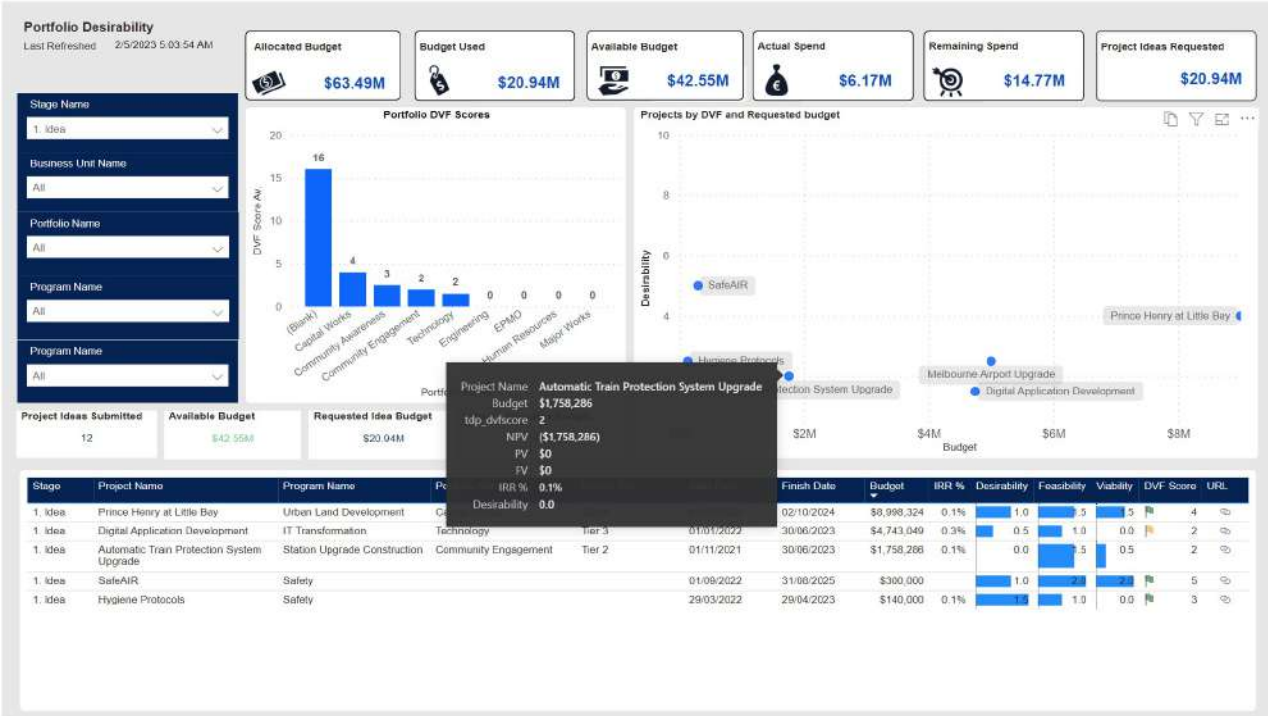 Portfolio Desirability
Last Refreshed 2/5/2023 5:03:54 AM
Allocated Budget
$63.49M
Budget Used
$20.94M
Available Budget
$42.55M
Actual Spend
$6.17M
Remaining Spend
$14.77M
Project Ideas Requested
$20.94M
Stage Name
1. Idea
Business Unit Name
All
Portfolio Name
All
Program Name
All
Program Name
All
Portfolio DVF Scores
DVF Score Av.
20
15
10
5
0
16
4
3
2
2
0
0
0
0
(Blank)
Capital Works
Community Awareness
Community Engagement
Technology
Engineering
EPMO
Human Resources
Major Works
Projects by DVF and Requested budget
Desirability
10
8
6
4
SafeAIR
Prince Henry at Little Bay
Hygiene Protocols
Melbourne Airport Upgrade
Digital Application Development
System Upgrade
$2M
$4M
$6M
$8M
Budget
Project Name Automatic Train Protection System Upgrade
Budget $1,758,286
tdp_dvfscore 2
NPV ($1,758,286)
PV $0
FV $0
IRR % 0.1%
Desirability 0.0
Project Ideas Submitted
12
Available Budget
$42.55M
Requested Idea Budget
$20.94M
Stage Project Name Program Name Finish Date Budget IRR % Desirability Feasibility Viability DVF Score URL
1. Idea Prince Henry at Little Bay Urban Land Development 02/10/2024 $8,998,324 0.1% 1.0 1.5 1.5 4
1. Idea Digital Application Development IT Transformation Technology Tier 3 01/01/2022 30/06/2023 $4,743,049 0.3% 0.5 1.0 0.0 2
1. Idea Automatic Train Protection System Upgrade Station Upgrade Construction Community Engagement Tier 2 01/11/2021 30/06/2023 $1,758,286 0.1% 0.0 1.5 0.5 2
1. Idea SafeAIR Safety 01/09/2022 31/08/2025 $300,000 1.0 2.0 2.0 5
1. Idea Hygiene Protocols Safety 29/03/2022 29/04/2023 $140,000 0.1% 1.5 1.0 0.0 3